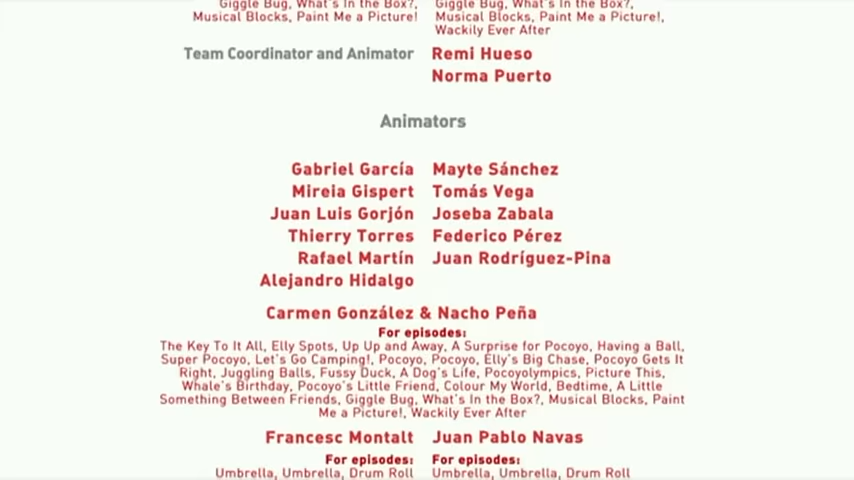 Giggle Bug, What's In the Box?, Giggle Bug, What's In the Box?,
Musical Blocks, Paint Me a Picture! Musical Blocks, Paint Me a Picture!,
Wackily Ever After
Team Coordinator and Animator Remi Hueso
Norma Puerto
Animators
Gabriel García Mayte Sánchez
Mireia Gispert Tomás Vega
Juan Luis Gorjón Joseba Zabala
Thierry Torres Federico Pérez
Rafael Martín Juan Rodríguez-Pina
Alejandro Hidalgo
Carmen González & Nacho Peña
For episodes:
The Key To It All, Elly Spots, Up Up and Away, A Surprise for Pocoyo, Having a Ball,
Super Pocoyo, Let's Go Camping!, Pocoyo, Pocoyo, Elly's Big Chase, Pocoyo Gets It
Right, Juggling Balls, Fussy Duck, A Dog's Life, Pocoyolympics, Picture This,
Whale's Birthday, Pocoyo's Little Friend, Colour My World, Bedtime, A Little
Something Between Friends, Giggle Bug, What's In the Box?, Musical Blocks, Paint
Me a Picture!, Wackily Ever After
Francesc Montalt Juan Pablo Navas
For episodes: For episodes:
Umbrella, Umbrella, Drum Roll Umbrella, Umbrella, Drum Roll